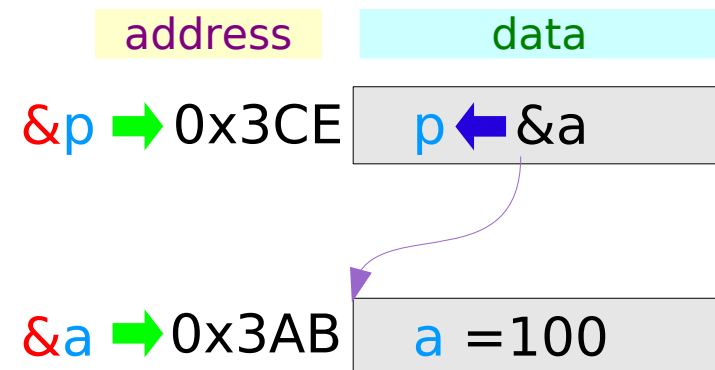 address data
&p 0x3CE p &a
&a 0x3AB a =100